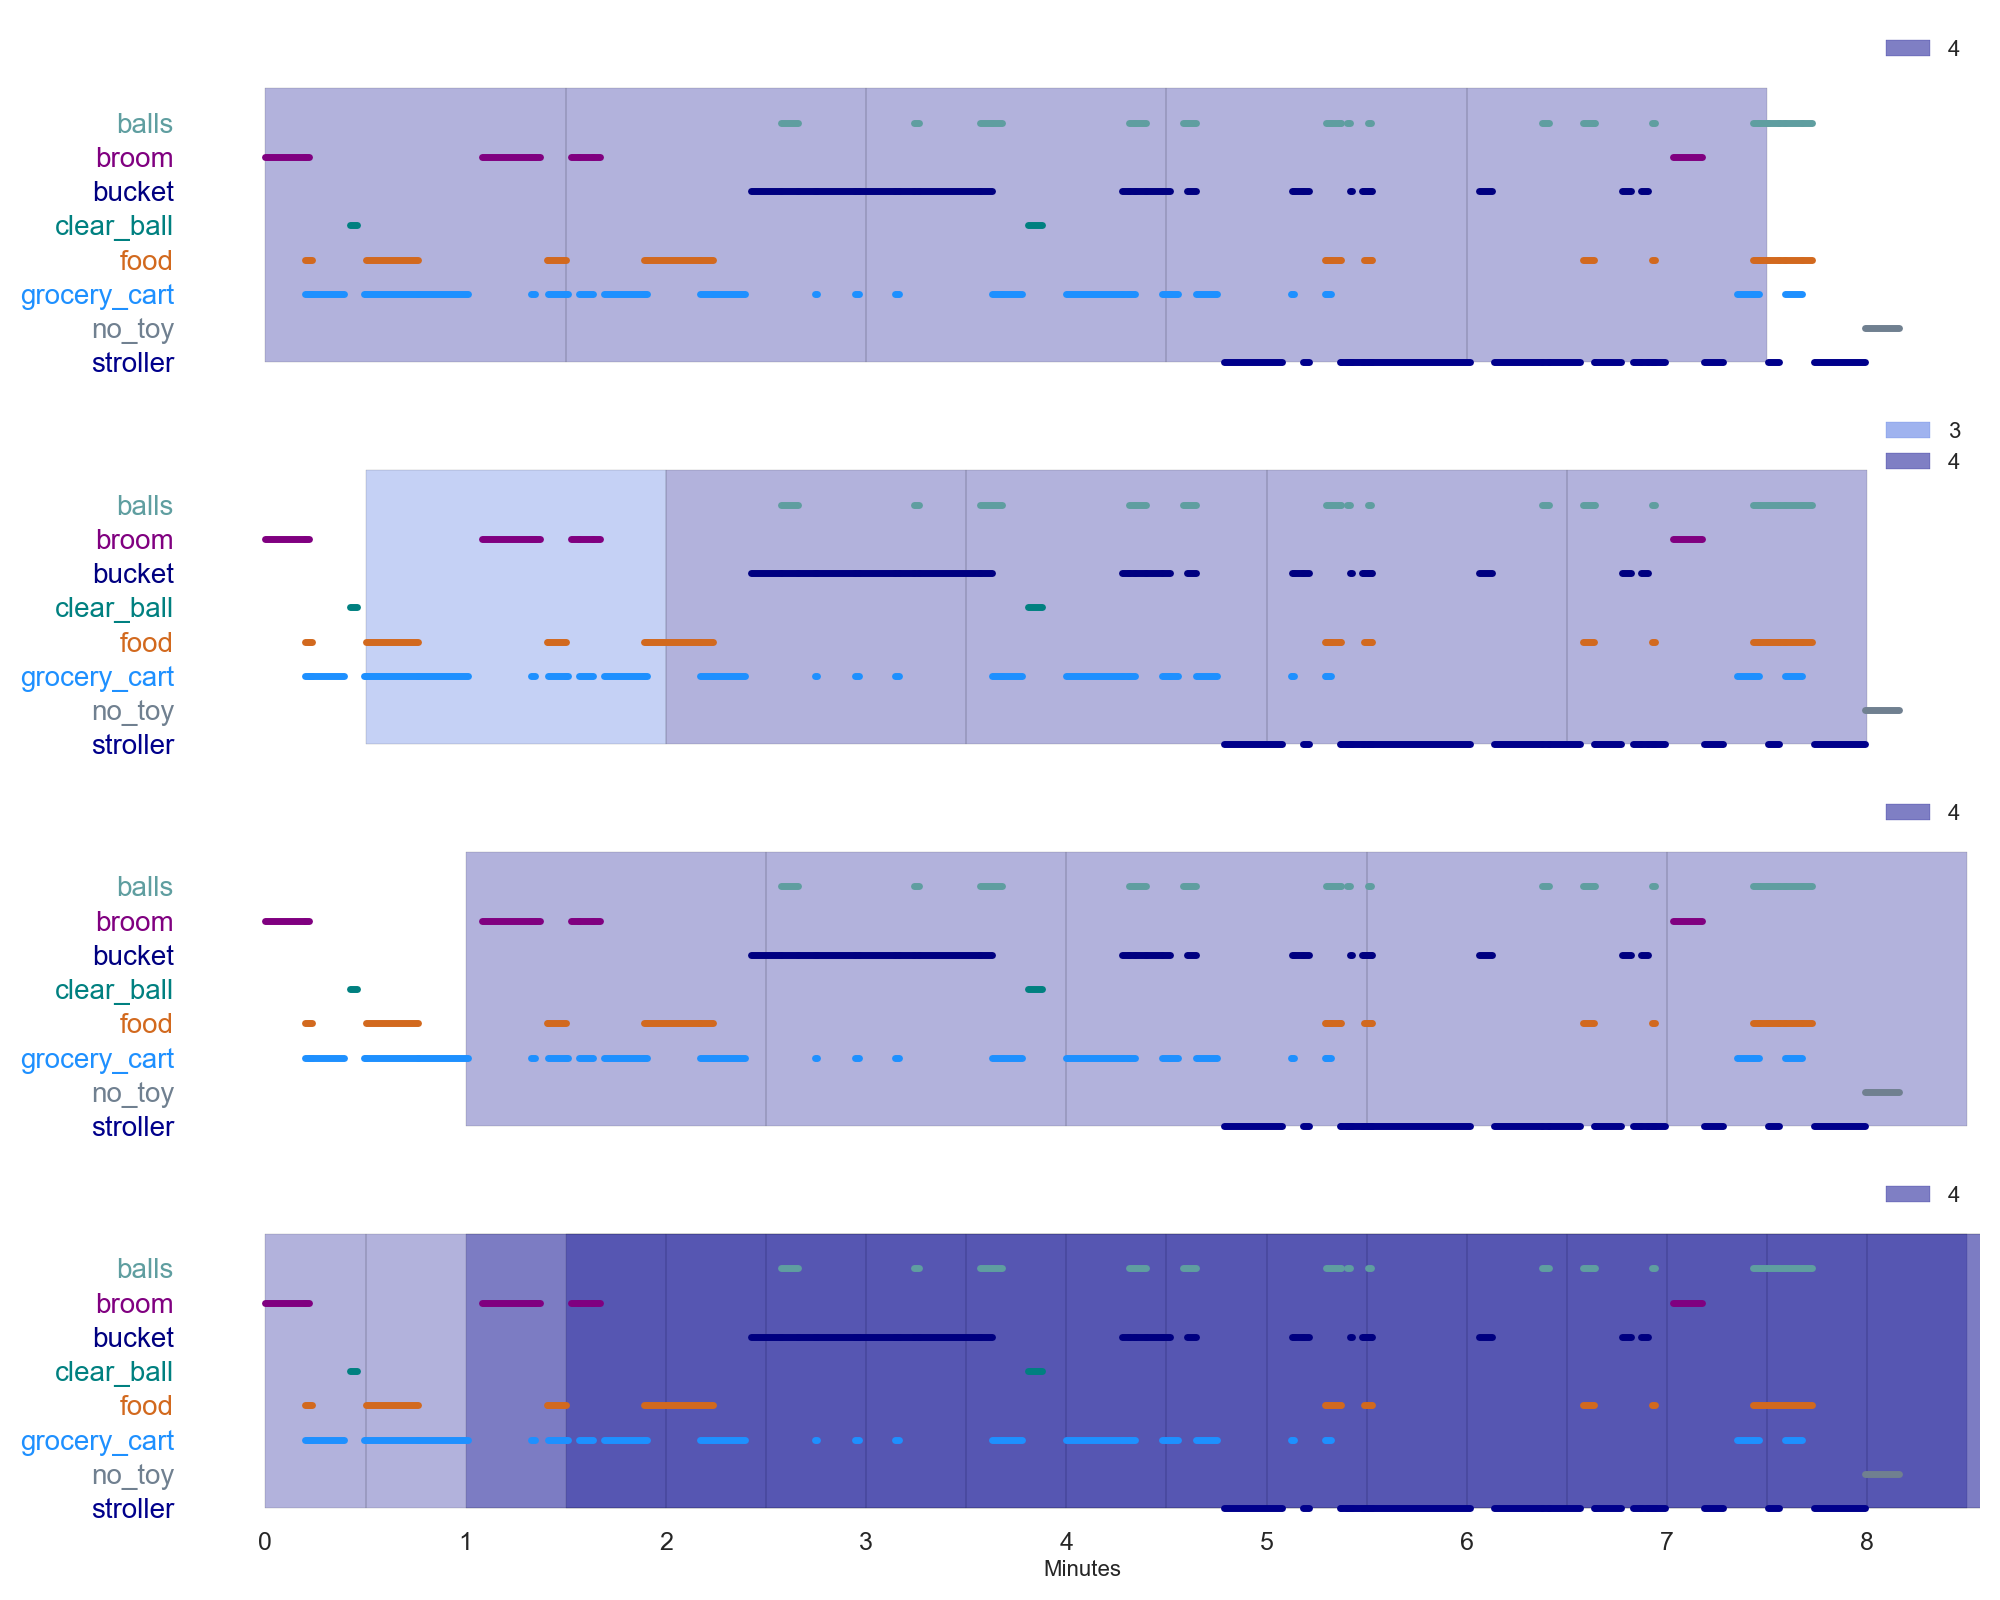 4
balls
broom
bucket
clear_ball
food
grocery_cart
no_toy
stroller
3
4
balls
broom
bucket
clear_ball
food
grocery_cart
no_toy
stroller
4
balls
broom
bucket
clear_ball
food
grocery_cart
no_toy
stroller
4
balls
broom
bucket
clear_ball
food
grocery_cart
no_toy
stroller
0 1 2 3 4 5 6 7 8
Minutes